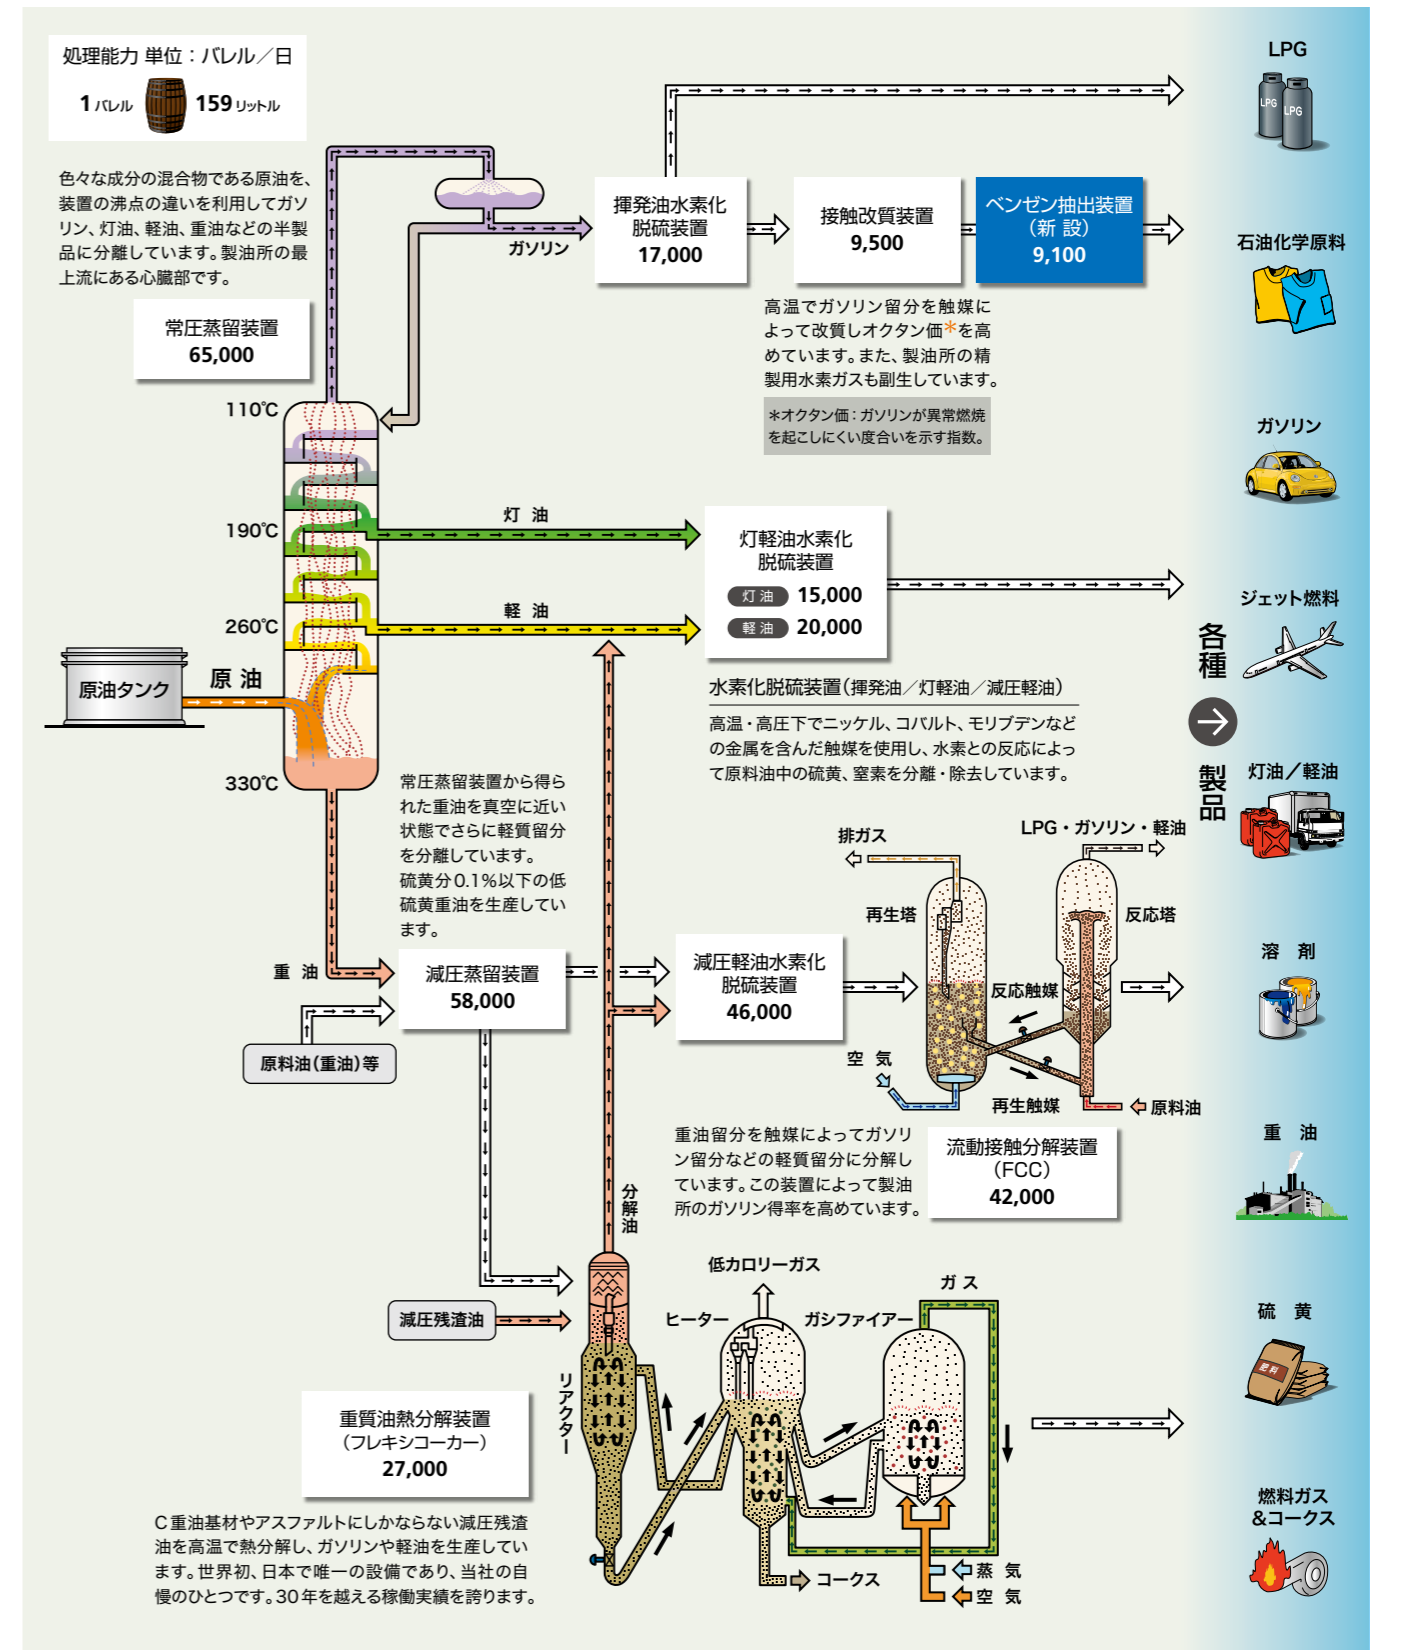 処理能力 単位：バレル／日
1バレル 159リットル
色々な成分の混合物である原油を、
装置の沸点の違いを利用してガソ
リン、灯油、軽油、重油などの半製
品に分離しています。製油所の最
上流にある心臓部です。
常圧蒸留装置
65,000
110℃
190℃
260℃
330℃
原油タンク
原油
ガソリン
揮発油水素化
脱硫装置
17,000
接触改質装置
9,500
ベンゼン抽出装置
（新 設）
9,100
高温でガソリン留分を触媒に
よって改質しオクタン価＊を高
めています。また、製油所の精
製用水素ガスも副生しています。
＊オクタン価：ガソリンが異常燃焼
を起こしにくい度合いを示す指数。
灯 油
軽 油
灯軽油水素化
脱硫装置
灯 油 15,000
軽 油 20,000
水素化脱硫装置（揮発油／灯軽油／減圧軽油）
高温・高圧下でニッケル、コバルト、モリブデンなど
の金属を含んだ触媒を使用し、水素との反応によっ
て原料油中の硫黄、窒素を分離・除去しています。
常圧蒸留装置から得ら
れた重油を真空に近い
状態でさらに軽質留分
を分離しています。
硫黄分0.1％以下の低
硫黄重油を生産してい
ます。
重 油
減圧蒸留装置
58,000
原料油（重油）等
減圧軽油水素化
脱硫装置
46,000
排ガス
LPG・ガソリン・軽油
再生塔
反応塔
反応触媒
空 気
再生触媒
原料油
重油留分を触媒によってガソリ
ン留分などの軽質留分に分解し
ています。この装置によって製油
所のガソリン得率を高めています。
流動接触分解装置
（FCC）
42,000
分解油
減圧残渣油
リアクター
低カロリーガス
ヒーター
ガシファイアー
ガ ス
コークス
蒸 気
空 気
重質油熱分解装置
（フレキシコーカー）
27,000
C重油基材やアスファルトにしかならない減圧残渣
油を高温で熱分解し、ガソリンや軽油を生産してい
ます。世界初、日本で唯一の設備であり、当社の自
慢のひとつです。30年を越える稼働実績を誇ります。
各種
製品
LPG
LPG
LPG
石油化学原料
ガソリン
ジェット燃料
灯油／軽油
溶 剤
重 油
硫 黄
肥料
燃料ガス
＆コークス